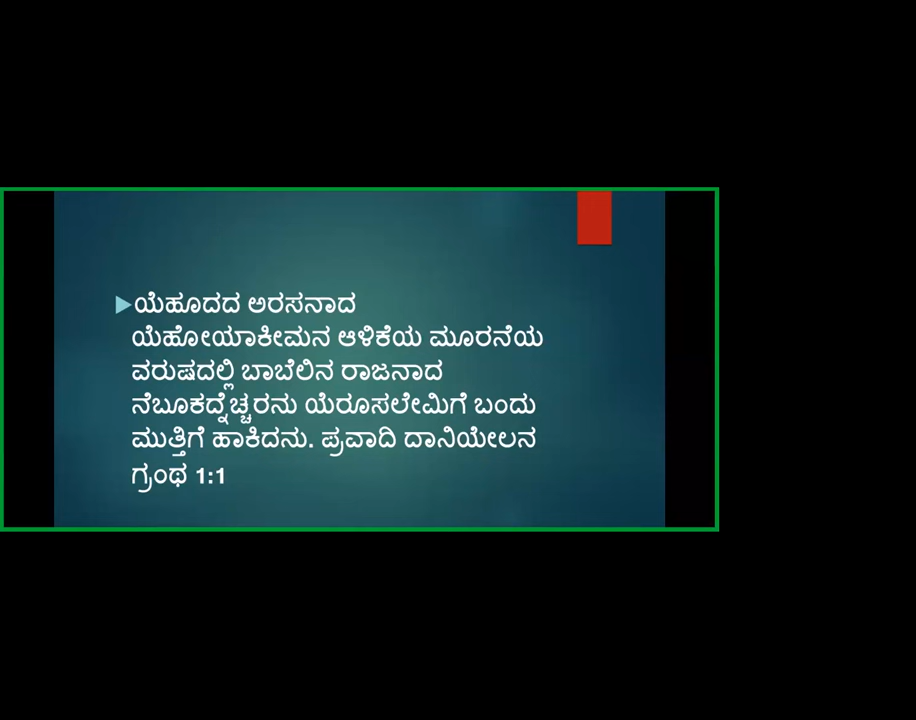 ಯೆಹೂದದ ಅರಸನಾದ
ಯೆಹೋಯಾಕೀಮನ ಆಳಿಕೆಯ ಮೂರನೆಯ
ವರುಷದಲ್ಲಿ ಬಾಬೆಲಿನ ರಾಜನಾದ
ನೆಬೂಕದ್ನೆಚ್ಚರನು ಯೆರೂಸಲೇಮಿಗೆ ಬಂದು
ಮುತ್ತಿಗೆ ಹಾಕಿದನು. ಪ್ರವಾದಿ ದಾನಿಯೇಲನ
ಗ್ರಂಥ 1:1